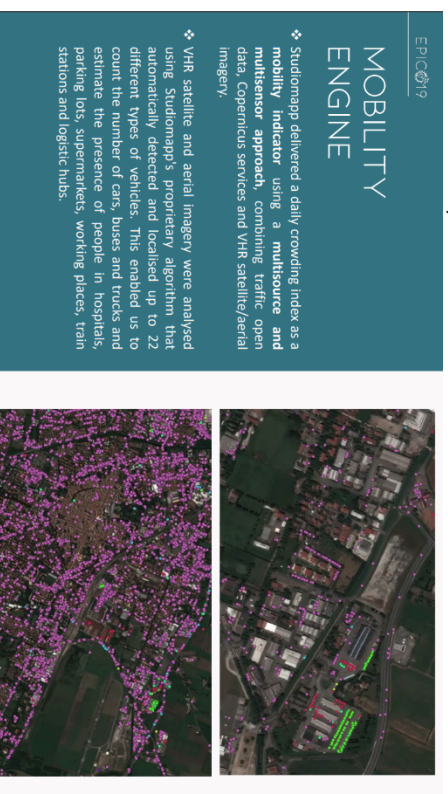 EPICO19
MOBILITY
ENGINE
❖ Studiomapp delivered a daily crowding index as a
mobility indicator using a multisource and
multisensor approach, combining traffic open
data, Copernicus services and VHR satellite/aerial
imagery.
❖ VHR satellite and aerial imagery were analysed
using Studiomapp's proprietary algorithm that
automatically detected and localised up to 22
different types of vehicles. This enabled us to
count the number of cars, buses and trucks and
estimate the presence of people in hospitals,
parking lots, supermarkets, working places, train
stations and logistic hubs.